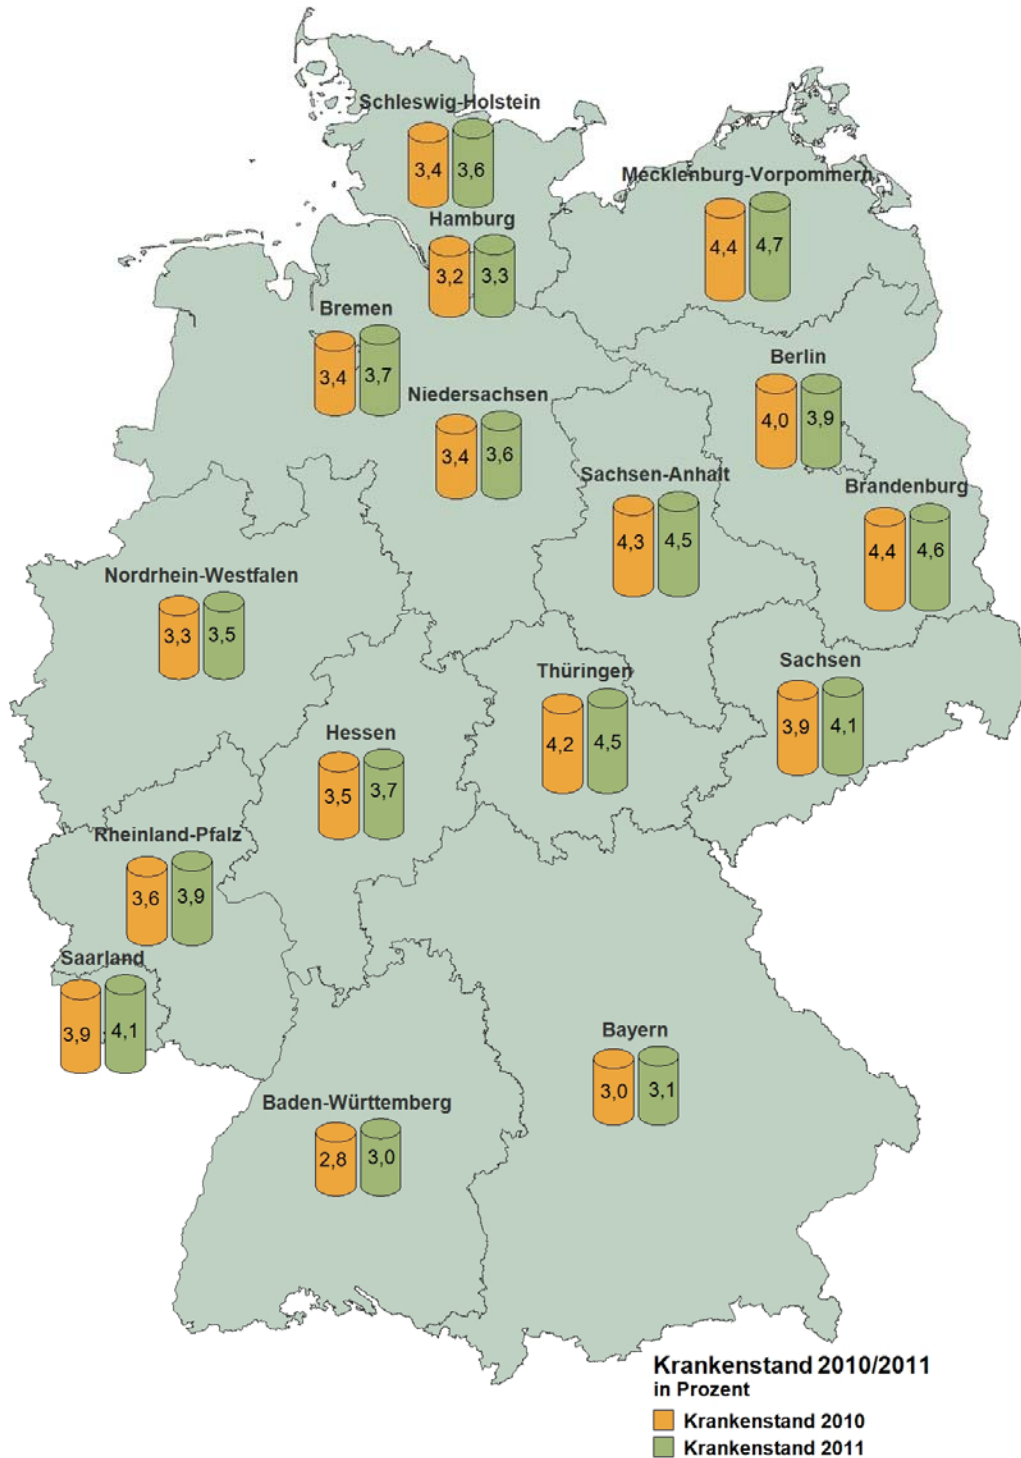 Schleswig-Holstein
3,4 3,6
Mecklenburg-Vorpommern
4,4 4,7
Hamburg
3,2 3,3
Bremen
3,4 3,7
Berlin
4,0 3,9
Niedersachsen
3,4 3,6
Sachsen-Anhalt
4,3 4,5
Brandenburg
4,4 4,6
Nordrhein-Westfalen
3,3 3,5
Thüringen
4,2 4,5
Sachsen
3,9 4,1
Hessen
3,5 3,7
Rheinland-Pfalz
3,6 3,9
Saarland
3,9 4,1
Bayern
3,0 3,1
Baden-Württemberg
2,8 3,0
Krankenstand 2010/2011
in Prozent
Krankenstand 2010
Krankenstand 2011